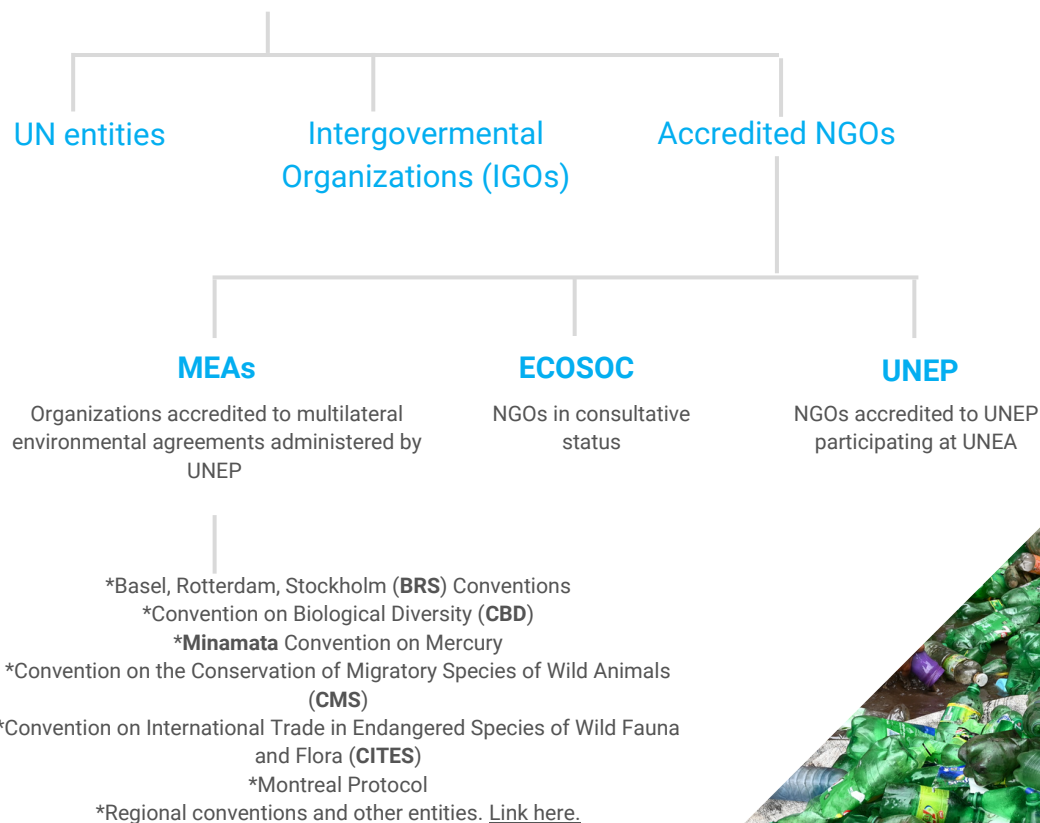 UN entities
Intergovermental
Organizations (IGOs)
Accredited NGOs
MEAs
Organizations accredited to multilateral
environmental agreements administered by
UNEP
ECOSOC
NGOs in consultative
status
UNEP
NGOs accredited to UNEP
participating at UNEA
*Basel, Rotterdam, Stockholm (BRS) Conventions
*Convention on Biological Diversity (CBD)
*Minamata Convention on Mercury
*Convention on the Conservation of Migratory Species of Wild Animals
(CMS)
*Convention on International Trade in Endangered Species of Wild Fauna
and Flora (CITES)
*Montreal Protocol
*Regional conventions and other entities. Link here.